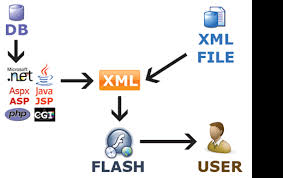 DB
XML
FILE
Microsoft
.net
Java
Aspx Java
ASP JSP
php CGI
XML
FLASH
USER